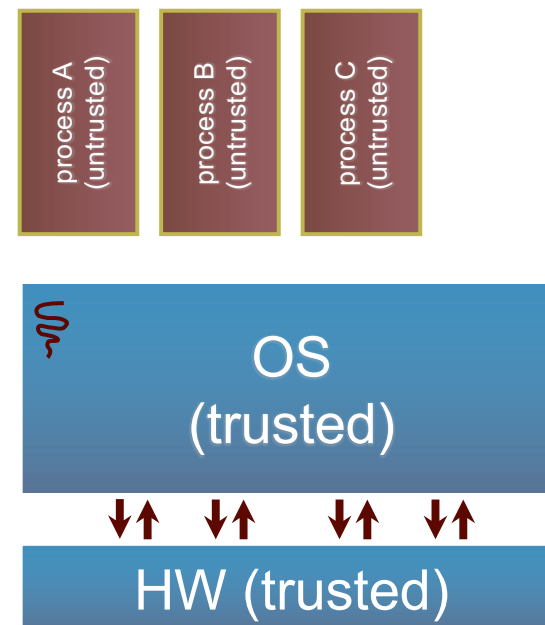 process A
(untrusted)
process B
(untrusted)
process C
(untrusted)
OS
(trusted)
HW (trusted)